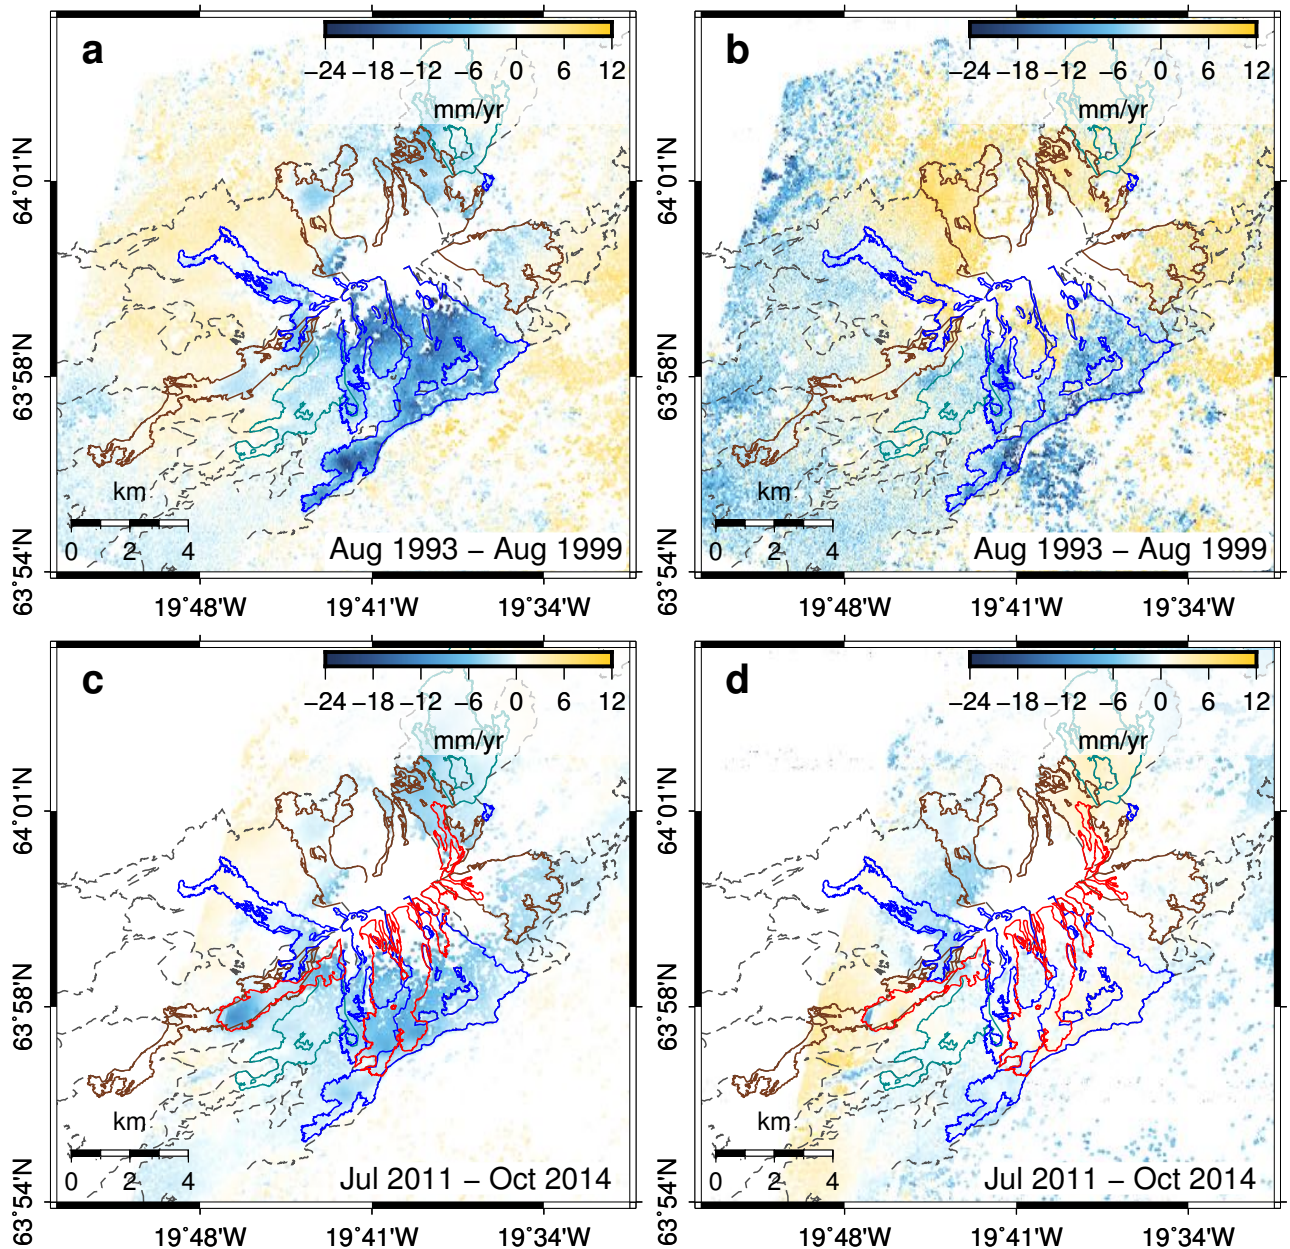 a
−24 −18 −12 −6 0 6 12
mm/yr
64˚01'N
63˚58'N
63˚54'N
km
0 2 4
Aug 1993 − Aug 1999
19˚48'W 19˚41'W 19˚34'W
b
−24 −18 −12 −6 0 6 12
mm/yr
km
0 2 4
Aug 1993 − Aug 1999
19˚48'W 19˚41'W 19˚34'W
c
−24 −18 −12 −6 0 6 12
mm/yr
64˚01'N
63˚58'N
63˚54'N
km
0 2 4
Jul 2011 − Oct 2014
19˚48'W 19˚41'W 19˚34'W
d
−24 −18 −12 −6 0 6 12
mm/yr
64˚01'N
63˚58'N
63˚54'N
km
0 2 4
Jul 2011 − Oct 2014
19˚48'W 19˚41'W 19˚34'W
64˚01'N
63˚58'N
63˚54'N